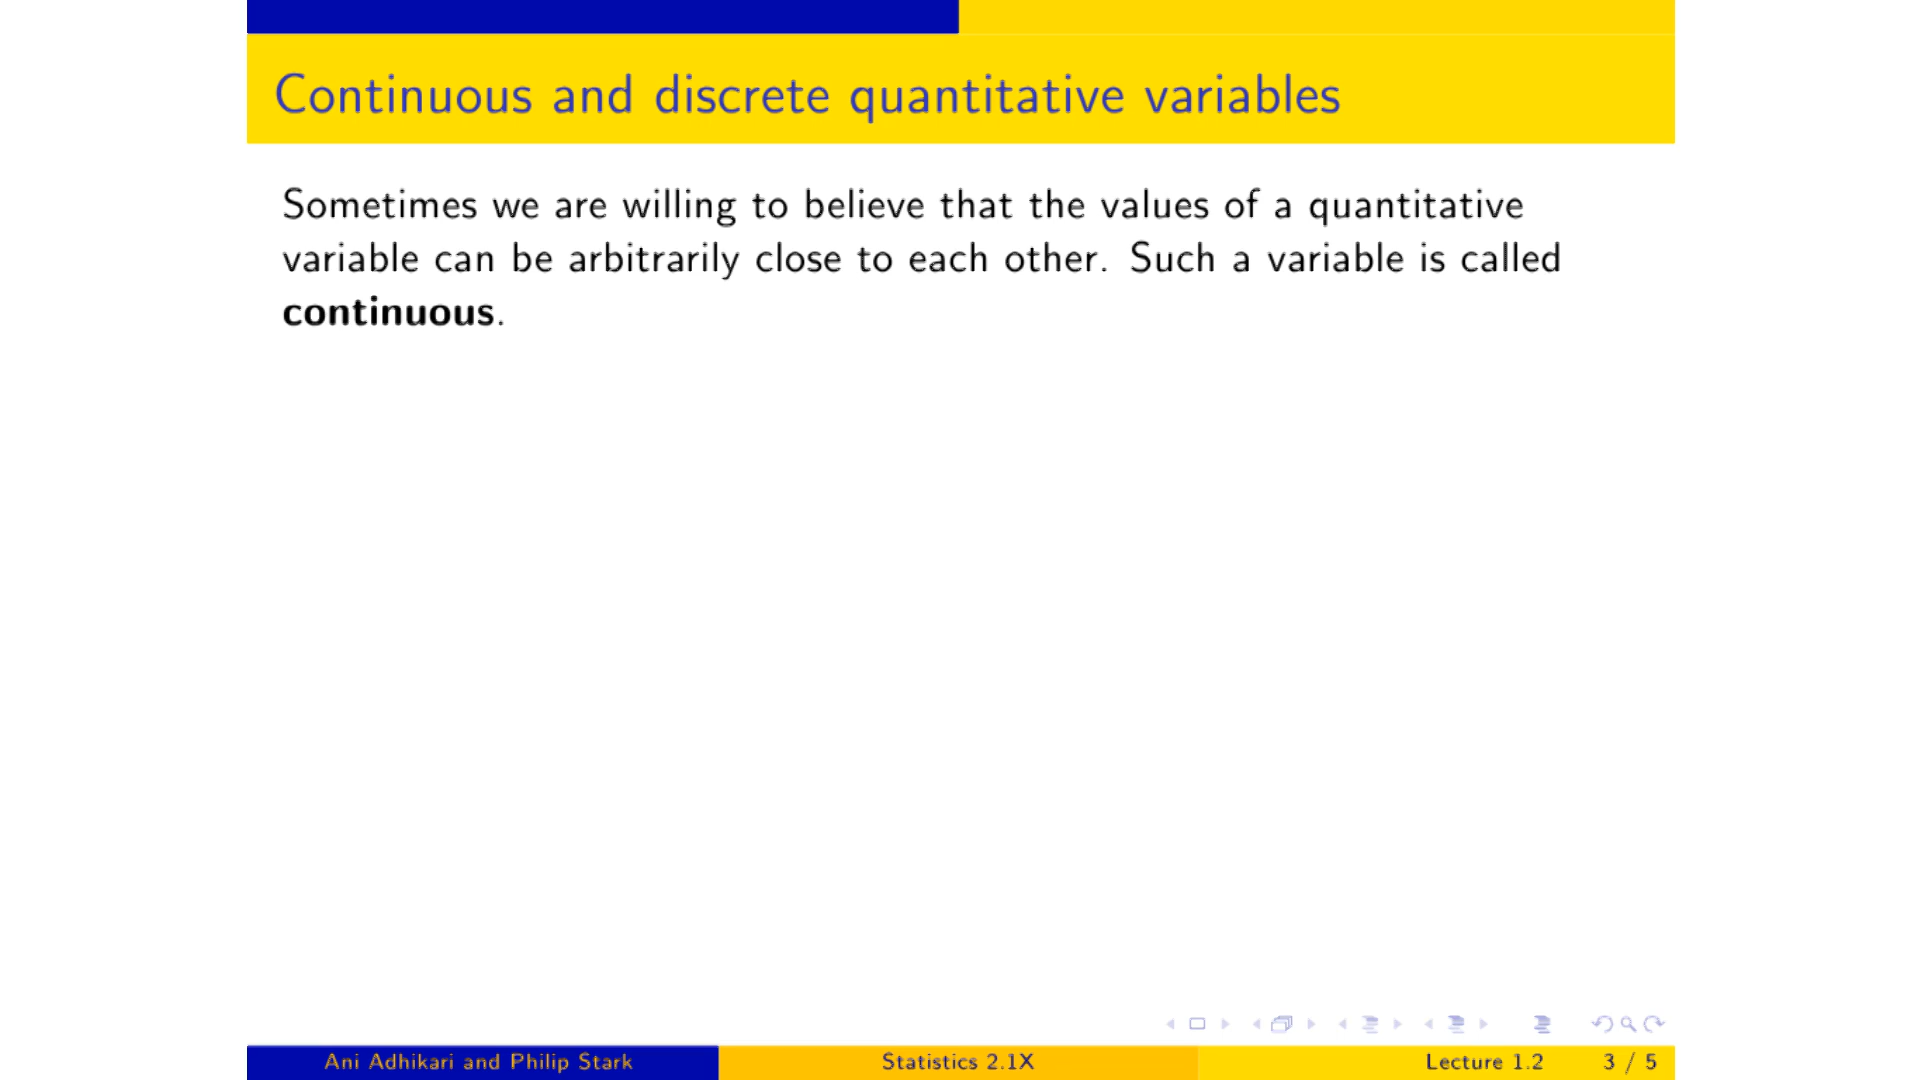 Continuous and discrete quantitative variables
Sometimes we are willing to believe that the values of a quantitative
variable can be arbitrarily close to each other. Such a variable is called
continuous.
Ani Adhikari and Philip Stark
Statistics 2.1X
Lecture 1.2
3 / 5